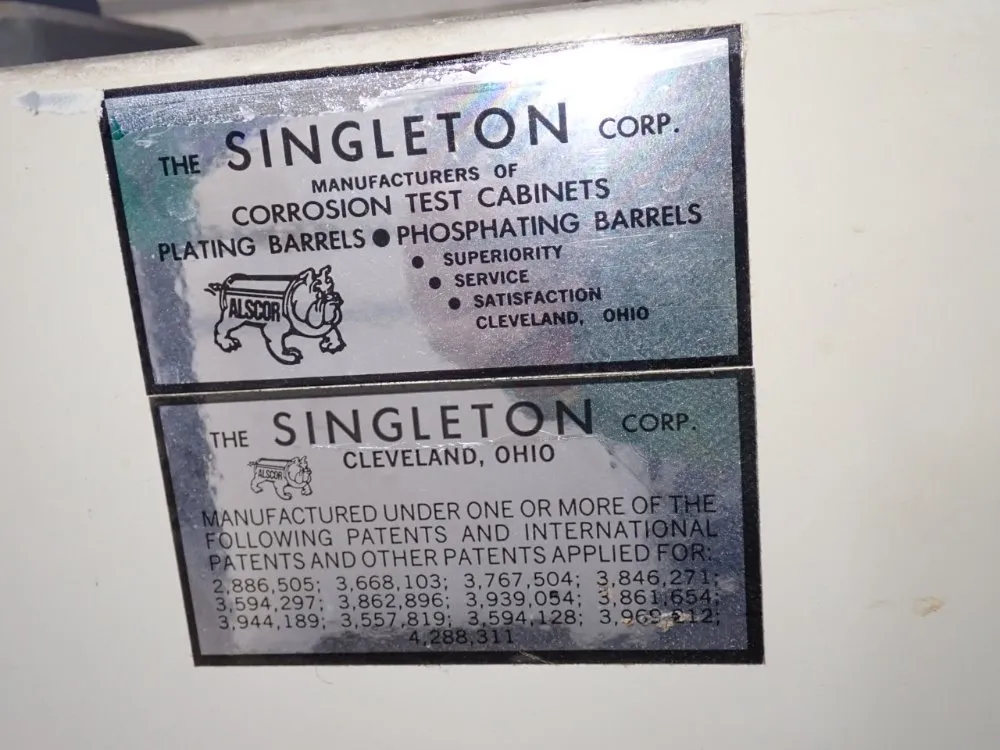 THE SINGLETON CORP.
MANUFACTURERS OF
CORROSION TEST CABINETS
PLATING BARRELS ● PHOSPHATING BARRELS
● SUPERIORITY
● SERVICE
● SATISFACTION
CLEVELAND, OHIO
ALSCOR
THE SINGLETON CORP.
CLEVELAND, OHIO
ALSCOR
MANUFACTURED UNDER ONE OR MORE OF THE
FOLLOWING PATENTS AND INTERNATIONAL
PATENTS AND OTHER PATENTS APPLIED FOR:
2,886,505; 3,668,103; 3,767,504; 3,846,271;
3,594,297; 3,862,896; 3,939,054; 3,861,654;
3,944,189; 3,557,819; 3,594,128; 3,969,212;
4,288,311